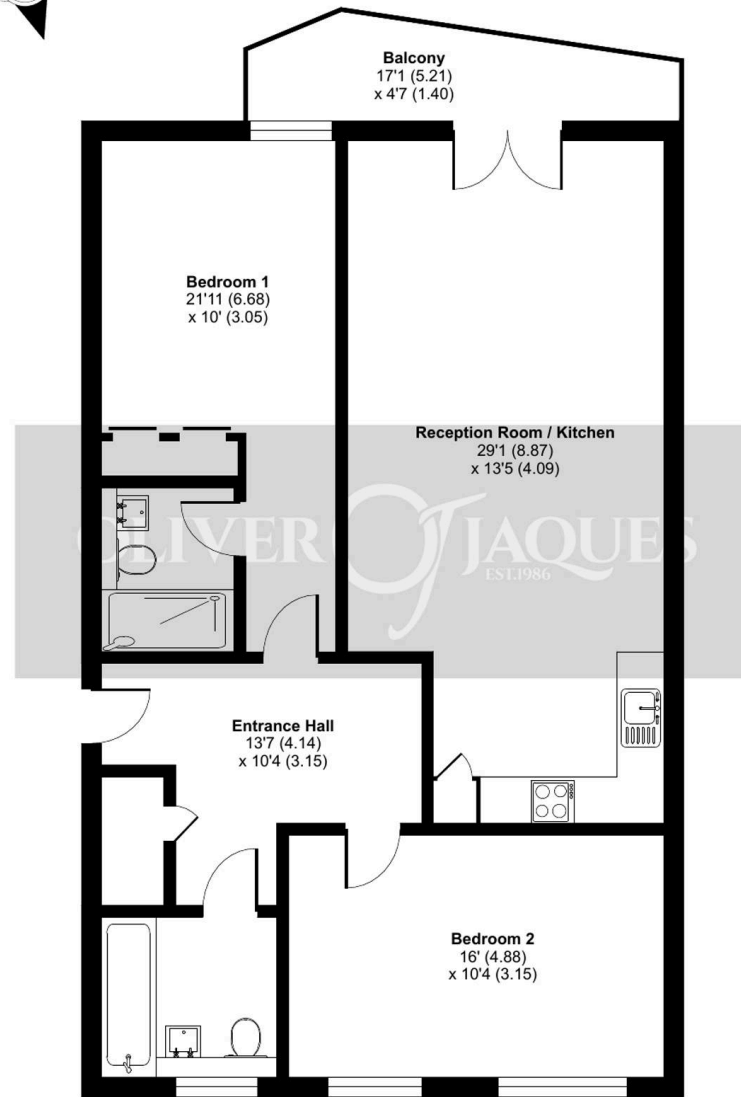 Balcony
17'1 (5.21)
x 4'7 (1.40)
Bedroom 1
21'11 (6.68)
x 10' (3.05)
Reception Room / Kitchen
29'1 (8.87)
x 13'5 (4.09)
OLIVER JAQUES
EST.1986
Entrance Hall
13'7 (4.14)
x 10'4 (3.15)
Bedroom 2
16' (4.88)
x 10'4 (3.15)